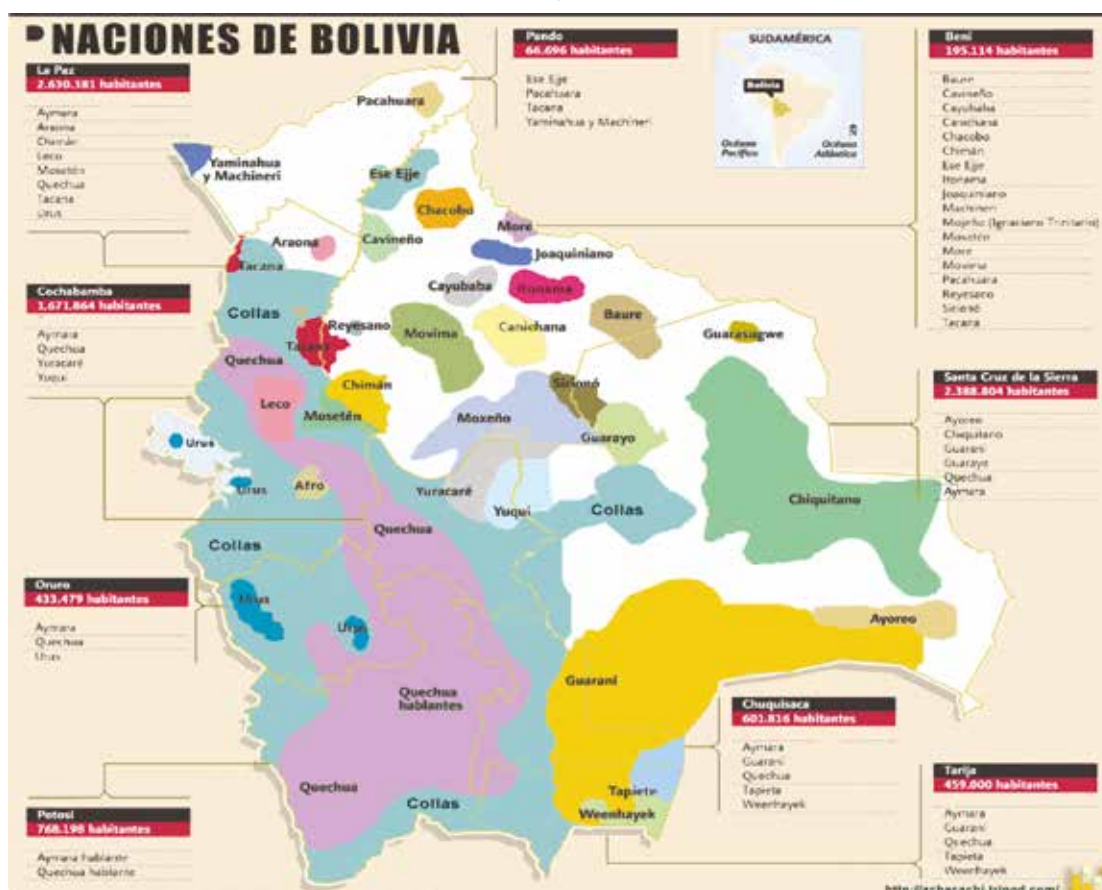 NACIONES DE BOLIVIA
La Paz
2.630.381 habitantes
Aymara
Araona
Chimán
Leco
Mosetén
Quechua
Tacana
Urus
Cochabamba
1,671.864 habitantes
Aymara
Quechua
Yuracaré
Yuqui
Oruro
433.479 habitantes
Aymara
Quechua
Urus
Potosí
768.198 habitantes
Aymara hablante
Quechua hablante
Pando
66.696 habitantes
Ese Ejje
Pacahuara
Tacana
Yaminahua y Machineri
SUDAMÉRICA
Bolivia
Océano
Pacífico
Océano
Atlántico
Beni
195.114 habitantes
Baure
Cavineño
Cayubaba
Canichana
Chacobo
Chimán
Ese Ejje
Itonama
Joaquiniano
Machineri
Mojeño (Ignaciano Trinitario)
Mosetén
More
Movima
Pacahuara
Reyesano
Sirionó
Tacana
Santa Cruz de la Sierra
2.388.804 habitantes
Ayoreo
Chiquitano
Guaraní
Guarayo
Quechua
Aymara
Chuquisaca
601.816 habitantes
Aymara
Guaraní
Quechua
Tapieta
Weenhayek
Tarija
459.000 habitantes
Aymara
Guaraní
Quechua
Tapieta
Weenhayek
Pacahuara
Yaminahua
y Machineri
Ese Ejje
Chacobo
More
Araona
Cavineño
Joaquiniano
Tacana
Cayubaba
Itonama
Collas
Reyesano
Movima
Canichana
Baure
Guarasugwe
Tacana
Quechua
Chimán
Sirionó
Leco
Mosetén
Moxeño
Guarayo
Urus
Urus
Afro
Yuracaré
Yuqui
Collas
Chiquitano
Quechua
Collas
Urus
Urus
Ayoreo
Guaraní
Quechua
hablantes
Quechua
Collas
Tapiete
Weenhayek